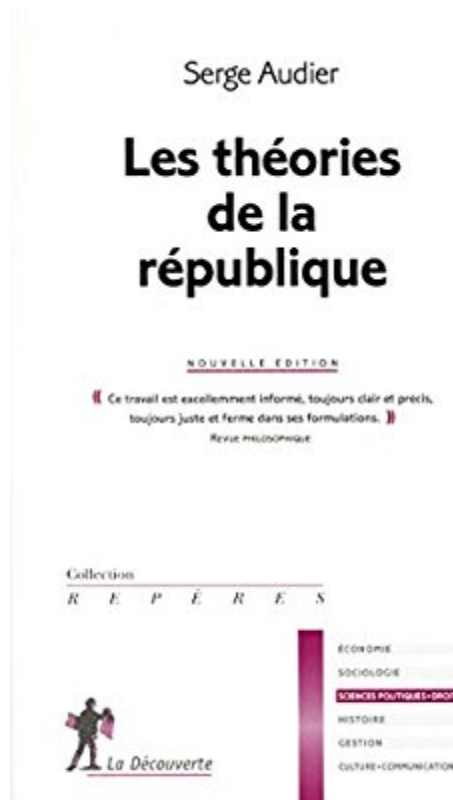 Serge Audier
Les théories
de la
république
NOUVELLE ÉDITION
« Ce travail est excellemment informé, toujours clair et précis,
toujours juste et ferme dans ses formulations. »
REVUE PHILOSOPHIQUE
Collection
R E P È R E S
ÉCONOMIE
SOCIOLOGIE
SCIENCES POLITIQUES•DROIT
HISTOIRE
GESTION
CULTURE•COMMUNICATION
La Découverte